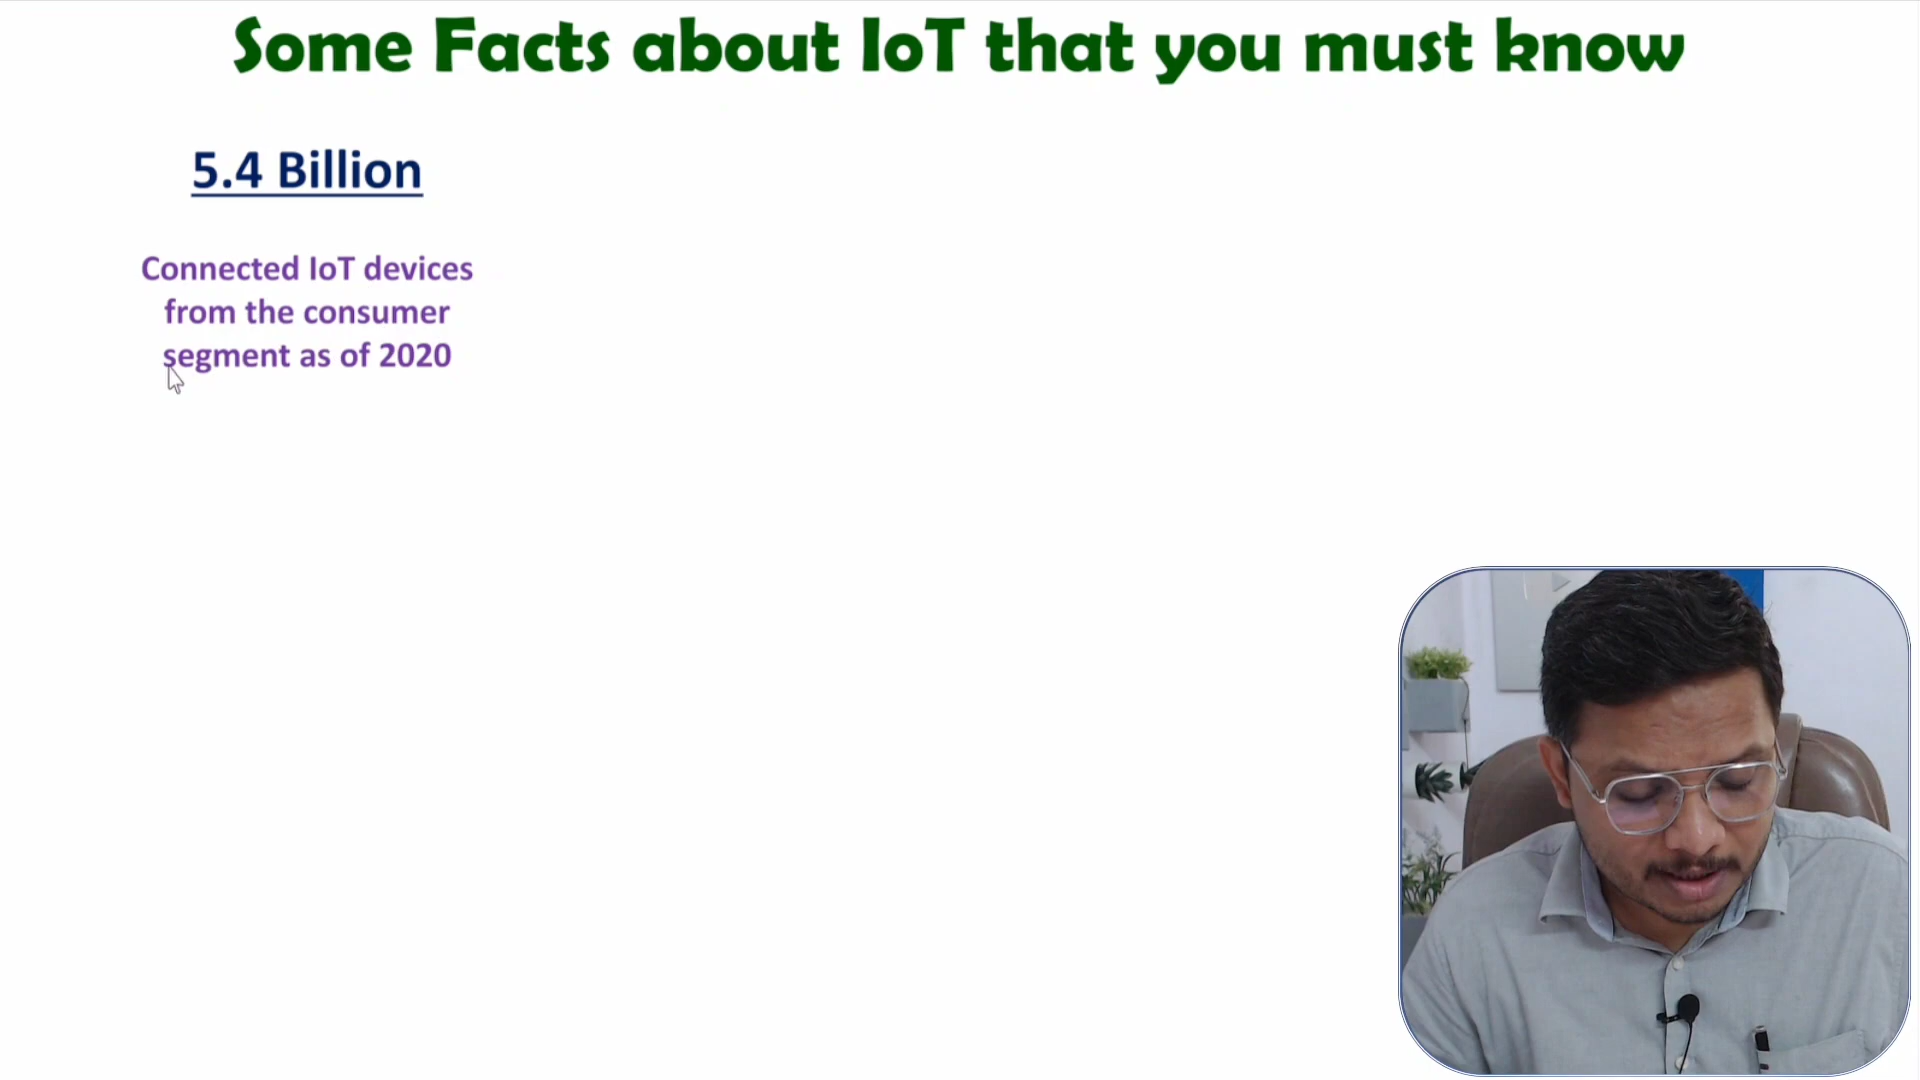 Some Facts about IoT that you must know
5.4 Billion
Connected IoT devices
from the consumer
segment as of 2020